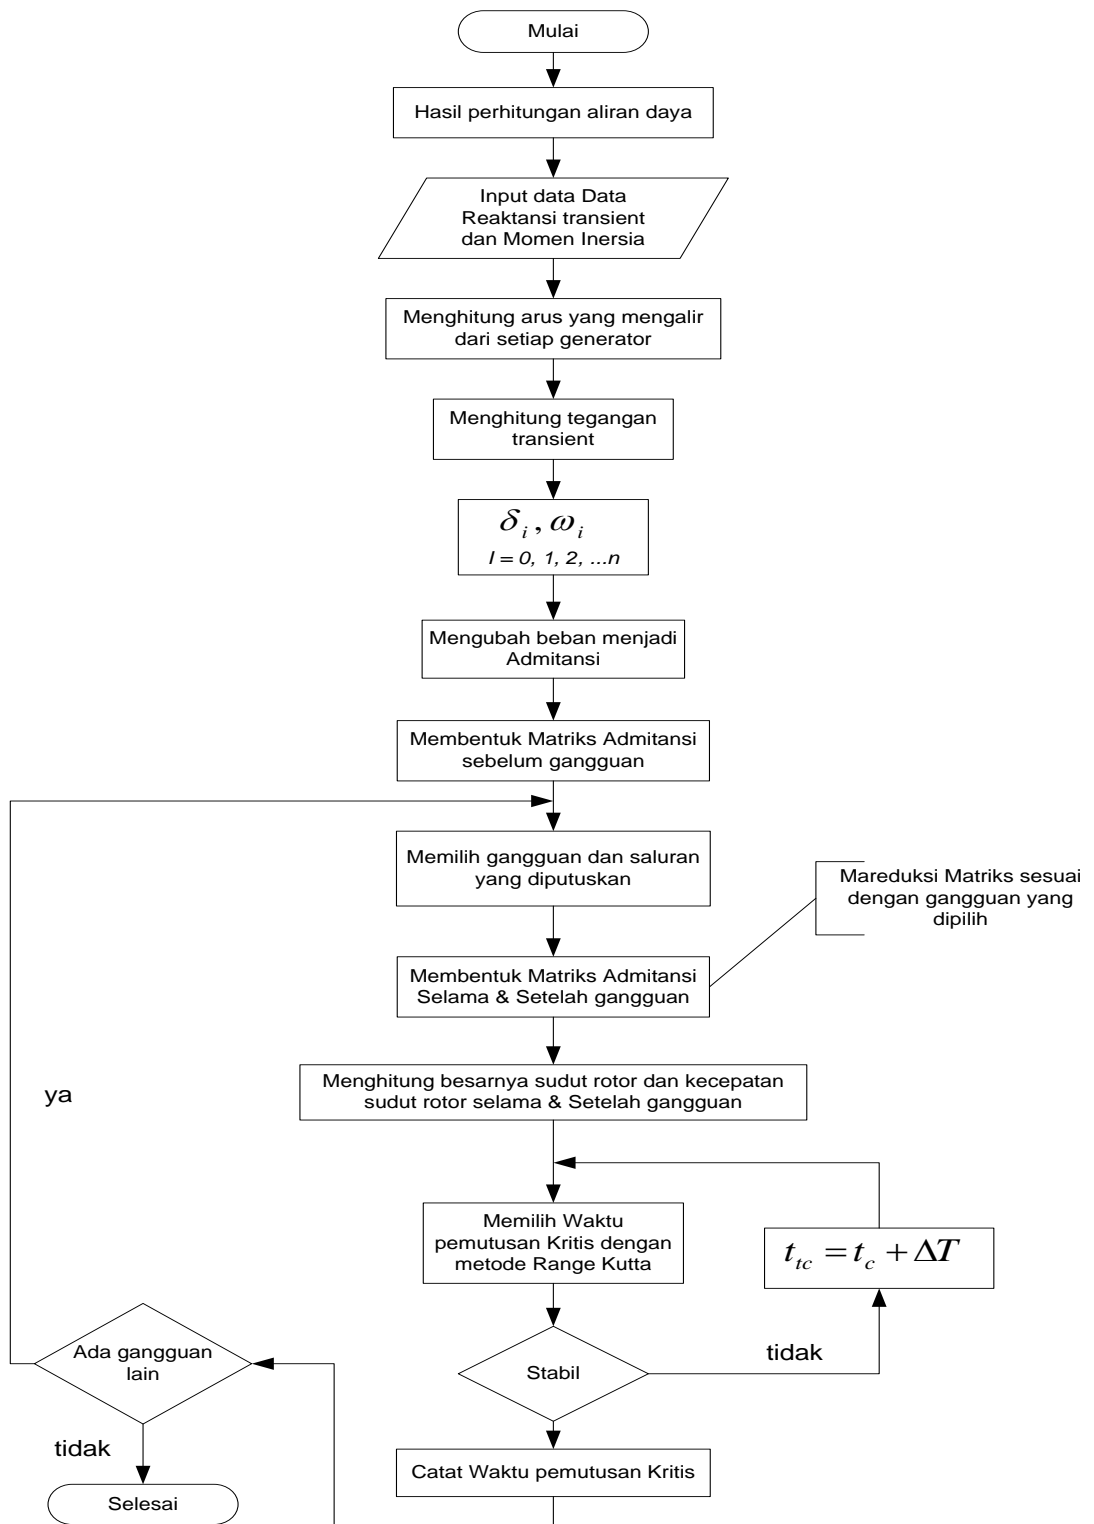 Mulai
Hasil perhitungan aliran daya
Input data Data
Reaktansi transient
dan Momen Inersia
Menghitung arus yang mengalir
dari setiap generator
Menghitung tegangan
transient
δ_i, ω_i
I = 0, 1, 2, ...n
Mengubah beban menjadi
Admitansi
Membentuk Matriks Admitansi
sebelum gangguan
Memilih gangguan dan saluran
yang diputuskan
Mareduksi Matriks sesuai
dengan gangguan yang
dipilih
Membentuk Matriks Admitansi
Selama & Setelah gangguan
Menghitung besarnya sudut rotor dan kecepatan
sudut rotor selama & Setelah gangguan
ya
Memilih Waktu
pemutusan Kritis dengan
metode Range Kutta
t_tc = t_c + ΔT
Stabil
tidak
Catat Waktu pemutusan Kritis
Ada gangguan
lain
tidak
Selesai